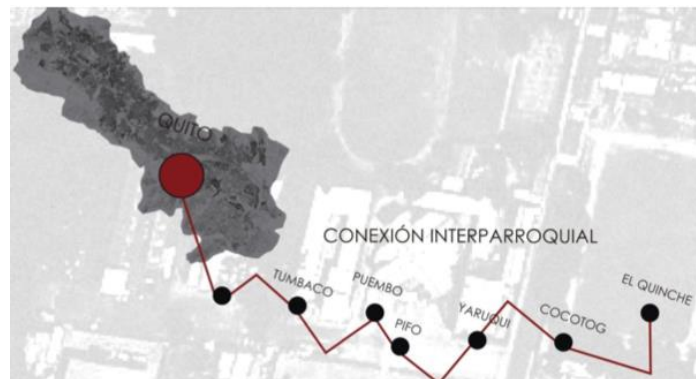 QUITO
CONEXIÓN INTERPARROQUIAL
TUMBACO
PUEMBO
PIFO
YARUQUI
COCOTOG
EL QUINCHE